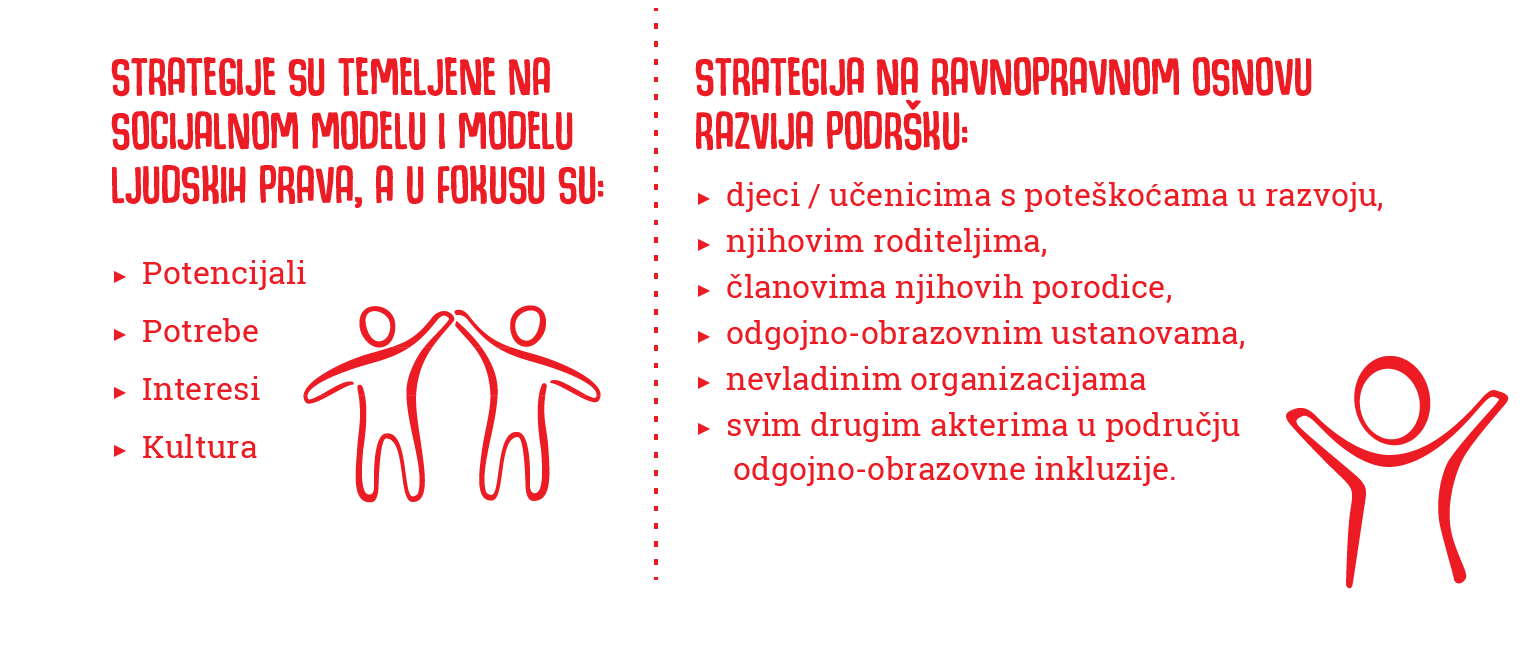 STRATEGIJE SU TEMELJENE NA
SOCIJALNOM MODELU I MODELU
LJUDSKIH PRAVA, A U FOKUSU SU:
▸ Potencijali
▸ Potrebe
▸ Interesi
▸ Kultura
STRATEGIJA NA RAVNOPRAVNOM OSNOVU
RAZVIJA PODRŠKU:
▸ djeci / učenicima s poteškoćama u razvoju,
▸ njihovim roditeljima,
▸ članovima njihovih porodice,
▸ odgojno-obrazovnim ustanovama,
▸ nevladinim organizacijama
▸ svim drugim akterima u području
odgojno-obrazovne inkluzije.